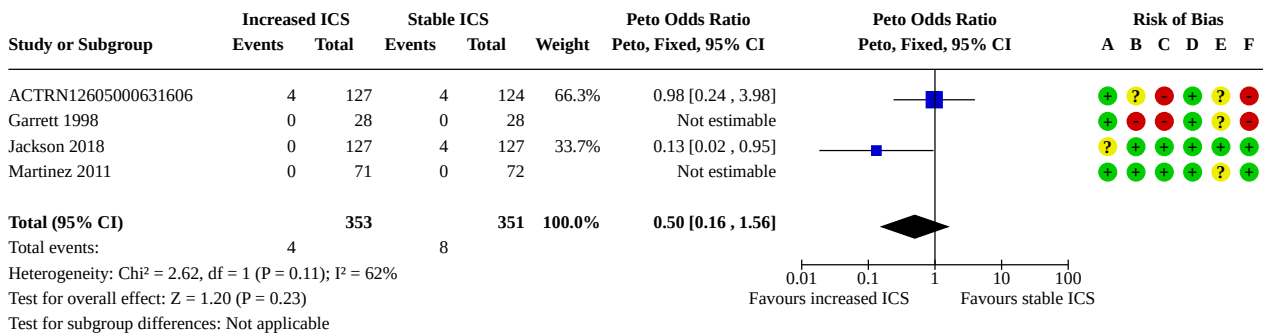 Increased ICS Stable ICS Peto Odds Ratio Peto Odds Ratio Risk of Bias
Study or Subgroup Events Total Events Total Weight Peto, Fixed, 95% CI Peto, Fixed, 95% CI A B C D E F
ACTRN12605000631606 4 127 4 124 66.3% 0.98 [0.24 , 3.98] + ? - + ? -
Garrett 1998 0 28 0 28 Not estimable + - - + ? -
Jackson 2018 0 127 4 127 33.7% 0.13 [0.02 , 0.95] ? + + + + +
Martinez 2011 0 71 0 72 Not estimable + + + + ? +
Total (95% CI) 353 351 100.0% 0.50 [0.16 , 1.56]
Total events: 4 8
Heterogeneity: Chi² = 2.62, df = 1 (P = 0.11); I² = 62%
0.01 0.1 1 10 100
Test for overall effect: Z = 1.20 (P = 0.23) Favours increased ICS Favours stable ICS
Test for subgroup differences: Not applicable